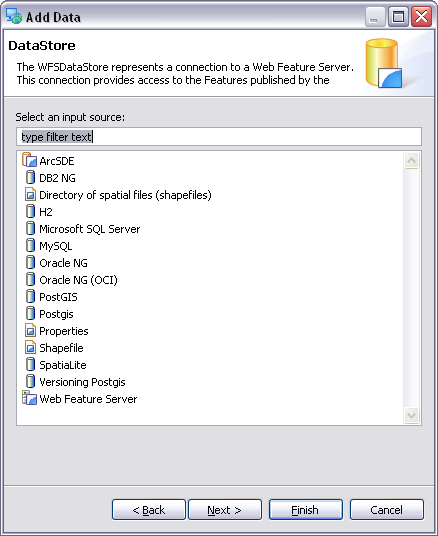 Add Data
DataStore
The WFSDataStore represents a connection to a Web Feature Server.
This connection provides access to the Features published by the
Select an input source:
type filter text
ArcSDE
DB2 NG
Directory of spatial files (shapefiles)
H2
Microsoft SQL Server
MySQL
Oracle NG
Oracle NG (OCI)
PostGIS
Postgis
Properties
Shapefile
SpatiaLite
Versioning Postgis
Web Feature Server
< Back Next > Finish Cancel